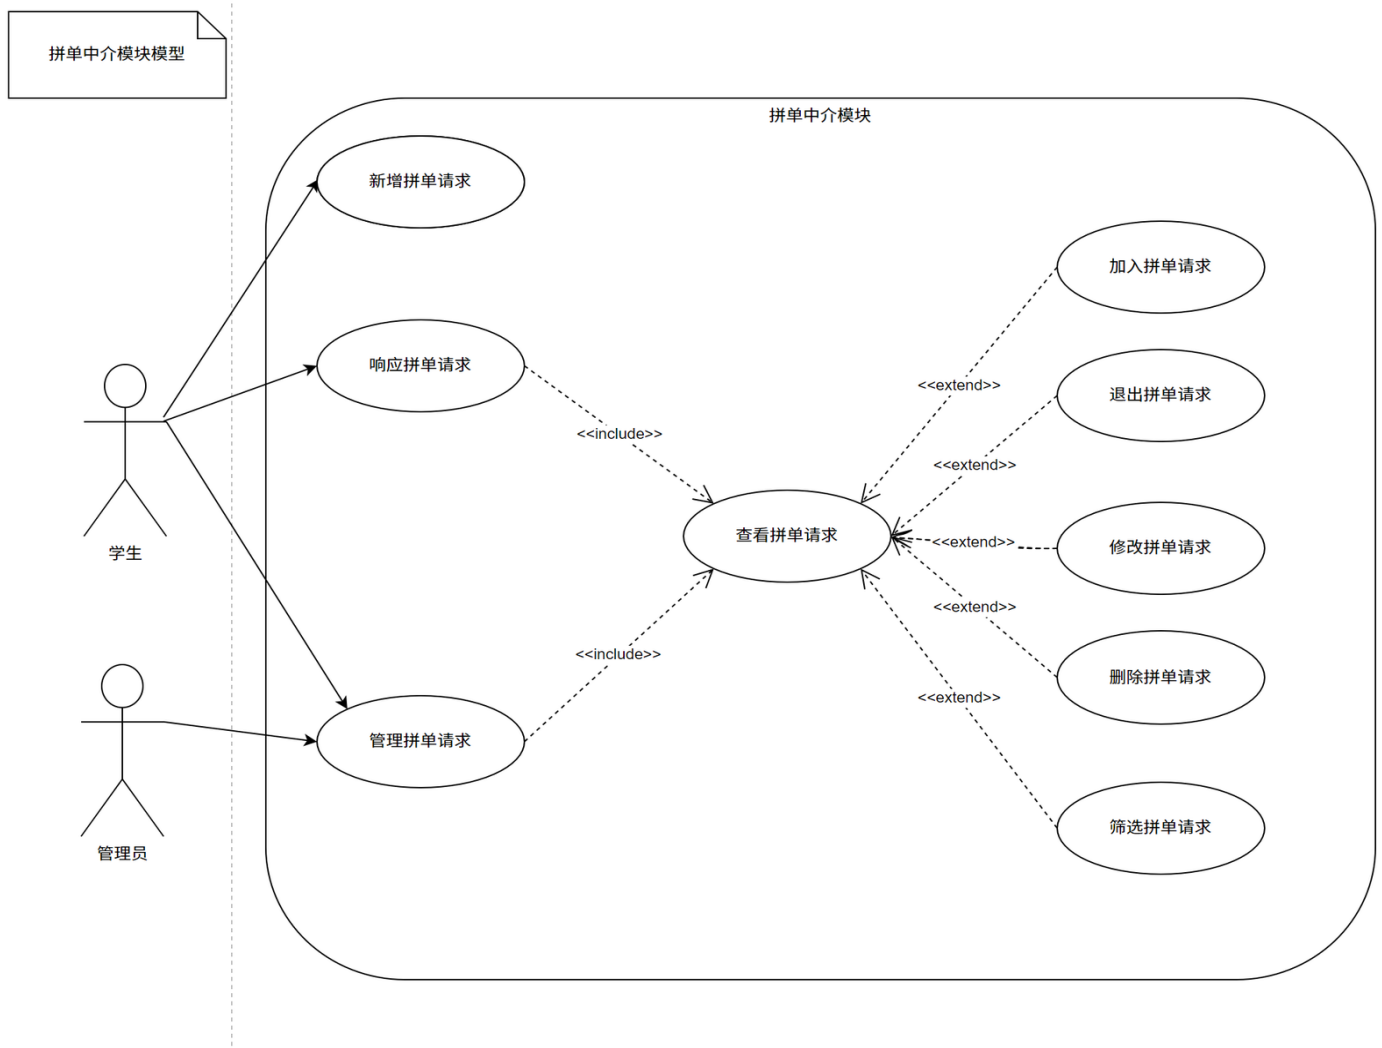 拼单中介模块模型
拼单中介模块
新增拼单请求
加入拼单请求
响应拼单请求
<<extend>>
退出拼单请求
<<include>>
<<extend>>
查看拼单请求
<<extend>>
修改拼单请求
学生
<<extend>>
<<include>>
删除拼单请求
<<extend>>
管理拼单请求
筛选拼单请求
管理员